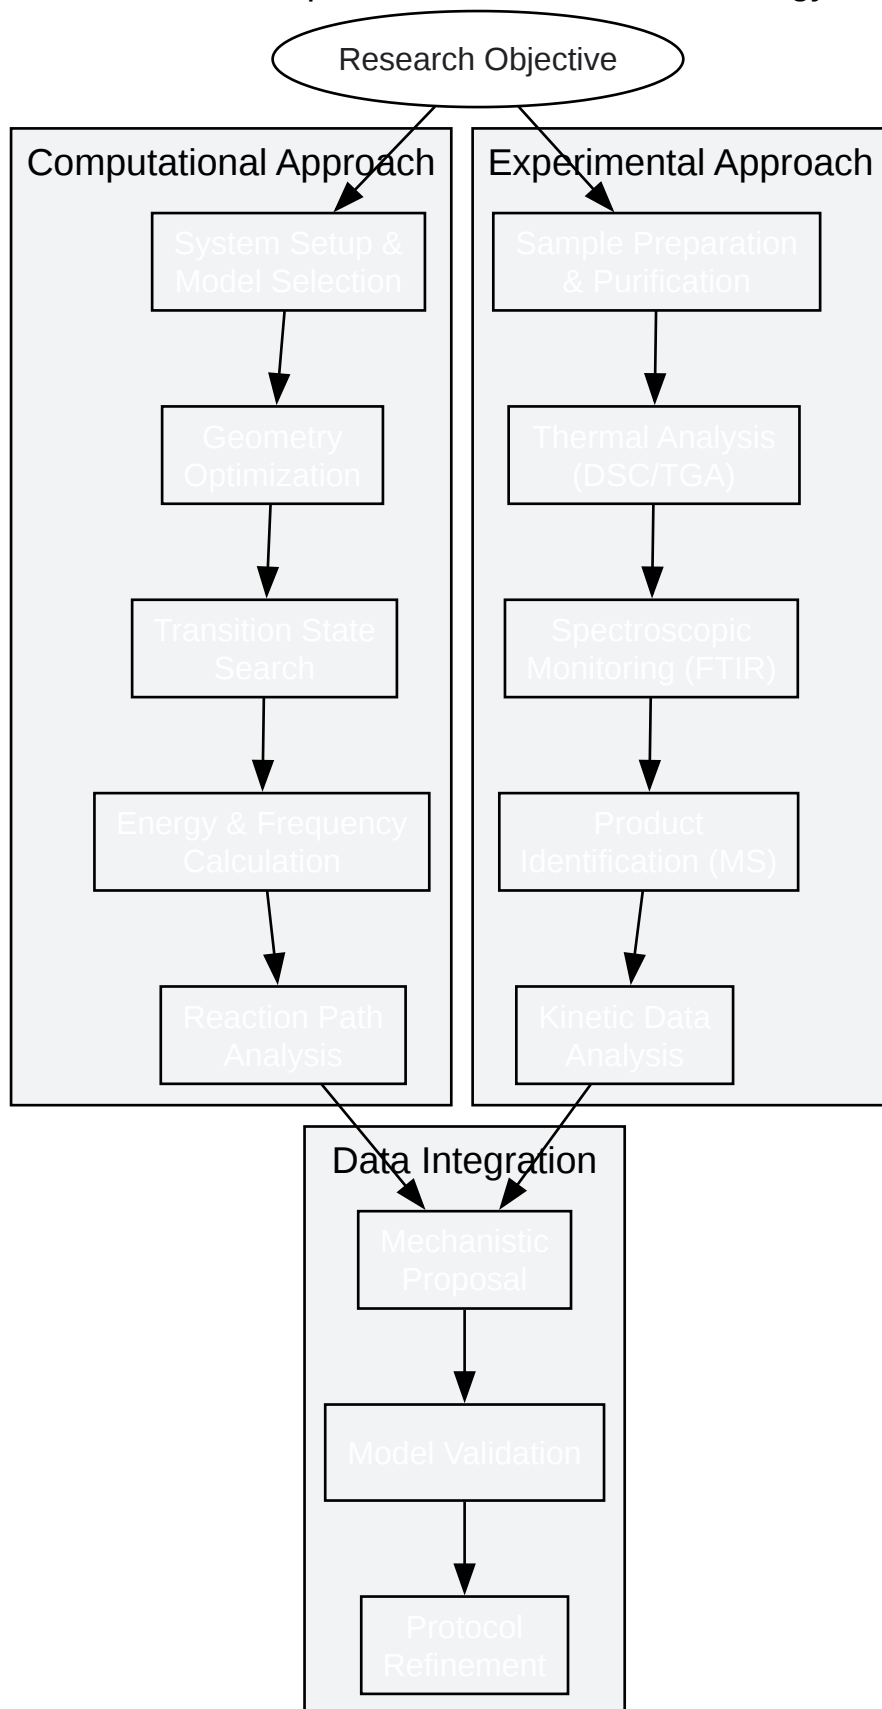 Research Objective
Computational Approach
System Setup &
Model Selection
Geometry
Optimization
Transition State
Search
Energy & Frequency
Calculation
Reaction Path
Analysis
Experimental Approach
Sample Preparation
& Purification
Thermal Analysis
(DSC/TGA)
Spectroscopic
Monitoring (FTIR)
Product
Identification (MS)
Kinetic Data
Analysis
Data Integration
Mechanistic
Proposal
Model Validation
Protocol
Refinement